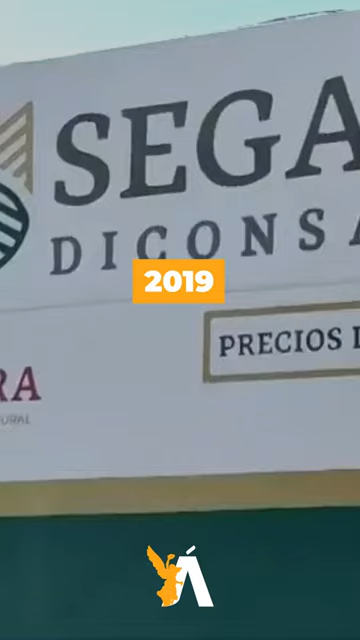 SEGA
DICONSA
2019
PRECIOS
RA
URAL
Á